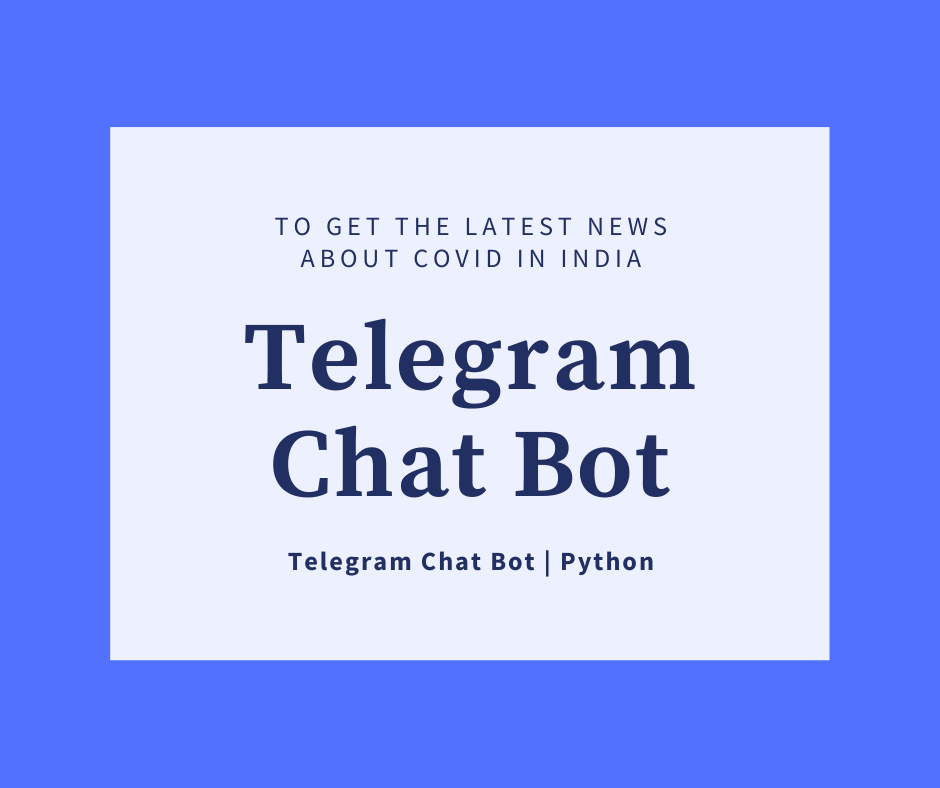 TO GET THE LATEST NEWS
ABOUT COVID IN INDIA
Telegram
Chat Bot
Telegram Chat Bot | Python